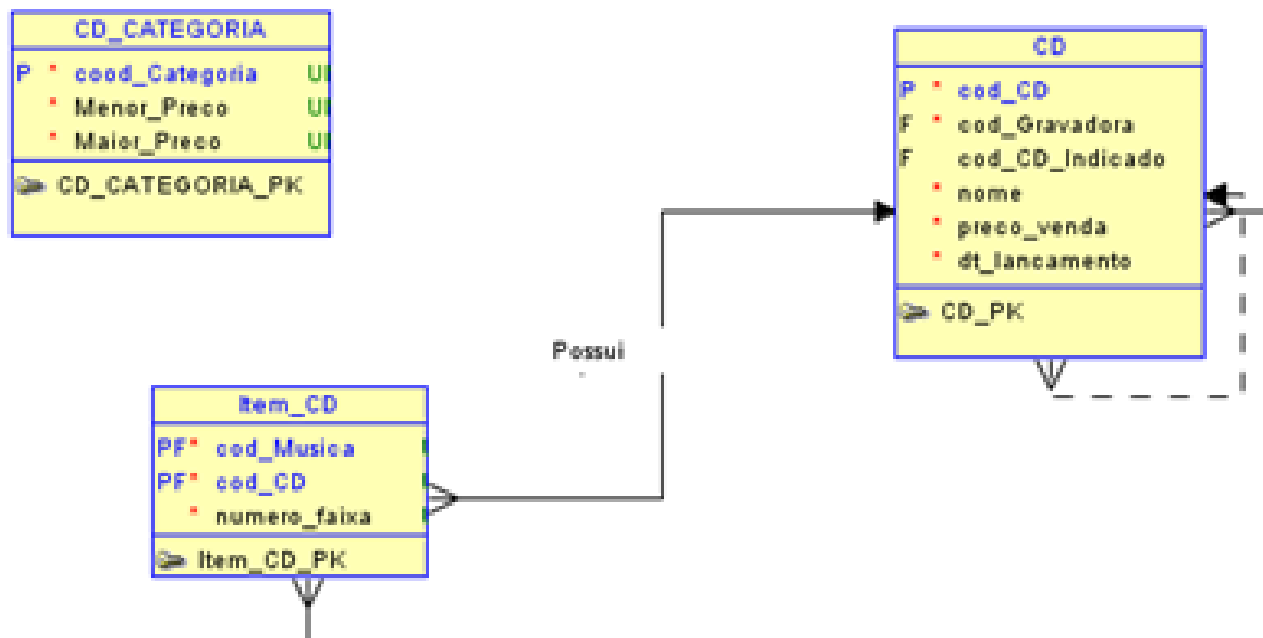 CD_CATEGORIA
P * cood_Categoria UI
* Menor_Preco UI
* Maior_Preco UI
CD_CATEGORIA_PK
CD
P * cod_CD
F * cod_Gravadora
F cod_CD_Indicado
* nome
* preco_venda
* dt_lancamento
CD_PK
Possui
Item_CD
PF* cod_Musica
PF* cod_CD
* numero_faixa
Item_CD_PK